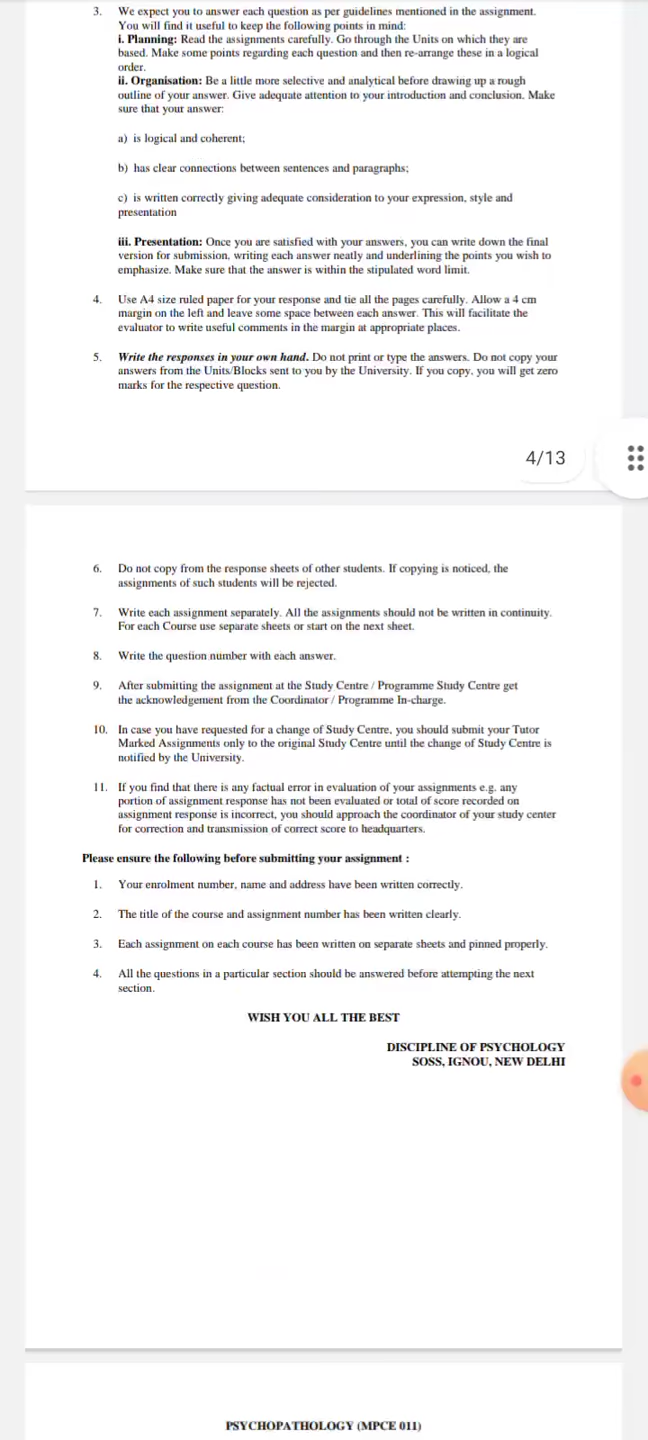 3. We expect you to answer each question as per guidelines mentioned in the assignment.
You will find it useful to keep the following points in mind:
i. Planning: Read the assignments carefully. Go through the Units on which they are
based. Make some points regarding each question and then re-arrange these in a logical
order.
ii. Organisation: Be a little more selective and analytical before drawing up a rough
outline of your answer. Give adequate attention to your introduction and conclusion. Make
sure that your answer:
a) is logical and coherent;
b) has clear connections between sentences and paragraphs;
c) is written correctly giving adequate consideration to your expression, style and
presentation
iii. Presentation: Once you are satisfied with your answers, you can write down the final
version for submission, writing each answer neatly and underlining the points you wish to
emphasize. Make sure that the answer is within the stipulated word limit.
4. Use A4 size ruled paper for your response and tie all the pages carefully. Allow a 4 cm
margin on the left and leave some space between each answer. This will facilitate the
evaluator to write useful comments in the margin at appropriate places.
5. Write the responses in your own hand. Do not print or type the answers. Do not copy your
answers from the Units/Blocks sent to you by the University. If you copy, you will get zero
marks for the respective question.
4/13
6. Do not copy from the response sheets of other students. If copying is noticed, the
assignments of such students will be rejected.
7. Write each assignment separately. All the assignments should not be written in continuity.
For each Course use separate sheets or start on the next sheet.
8. Write the question number with each answer.
9. After submitting the assignment at the Study Centre / Programme Study Centre get
the acknowledgement from the Coordinator / Programme In-charge.
10. In case you have requested for a change of Study Centre, you should submit your Tutor
Marked Assignments only to the original Study Centre until the change of Study Centre is
notified by the University.
11. If you find that there is any factual error in evaluation of your assignments e.g. any
portion of assignment response has not been evaluated or total of score recorded on
assignment response is incorrect, you should approach the coordinator of your study center
for correction and transmission of correct score to headquarters.
Please ensure the following before submitting your assignment :
1. Your enrolment number, name and address have been written correctly.
2. The title of the course and assignment number has been written clearly.
3. Each assignment on each course has been written on separate sheets and pinned properly.
4. All the questions in a particular section should be answered before attempting the next
section.
WISH YOU ALL THE BEST
DISCIPLINE OF PSYCHOLOGY
SOSS, IGNOU, NEW DELHI
PSYCHOPATHOLOGY (MPCE 011)